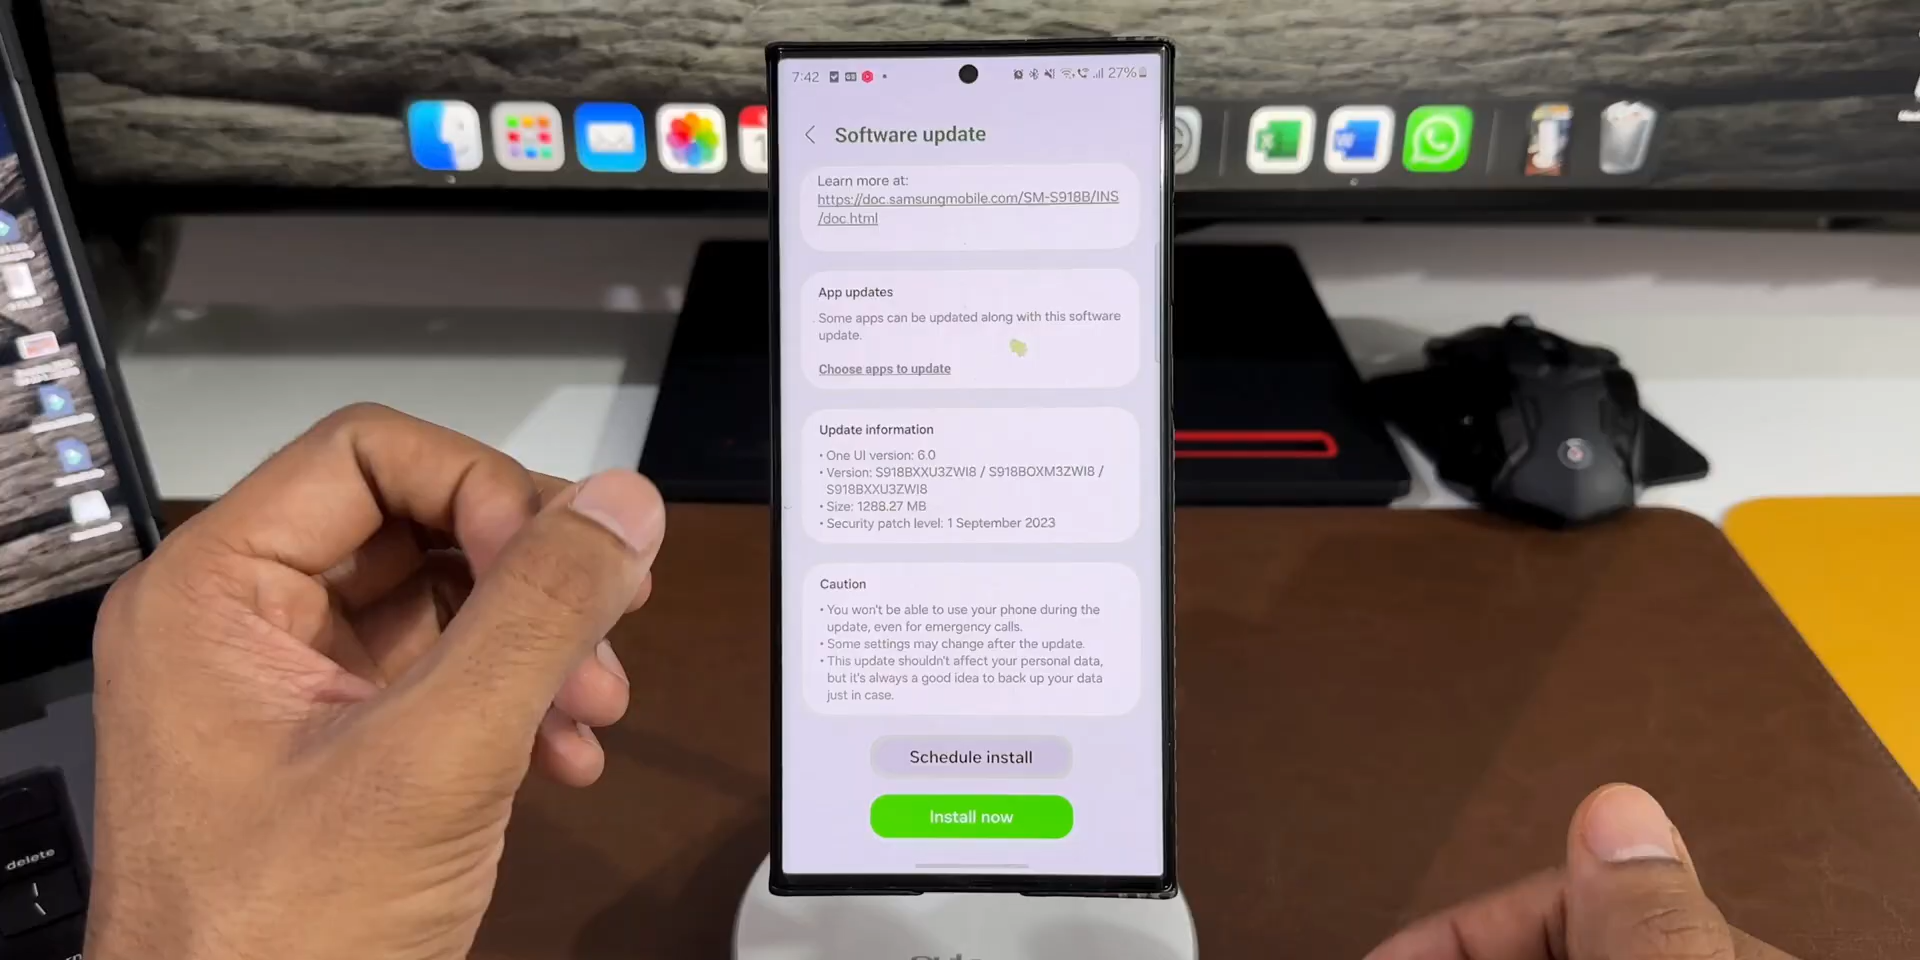 7:42
27%
Software update
Learn more at:
https://doc.samsungmobile.com/SM-S918B/INS
/doc.html
App updates
Some apps can be updated along with this software
update.
Choose apps to update
Update information
• One UI version: 6.0
• Version: S918BXXU3ZWI8 / S918BOXM3ZWI8 /
S918BXXU3ZWI8
• Size: 1288.27 MB
• Security patch level: 1 September 2023
Caution
• You won't be able to use your phone during the
update, even for emergency calls.
• Some settings may change after the update.
• This update shouldn't affect your personal data,
but it's always a good idea to back up your data
just in case.
Schedule install
Install now
delete